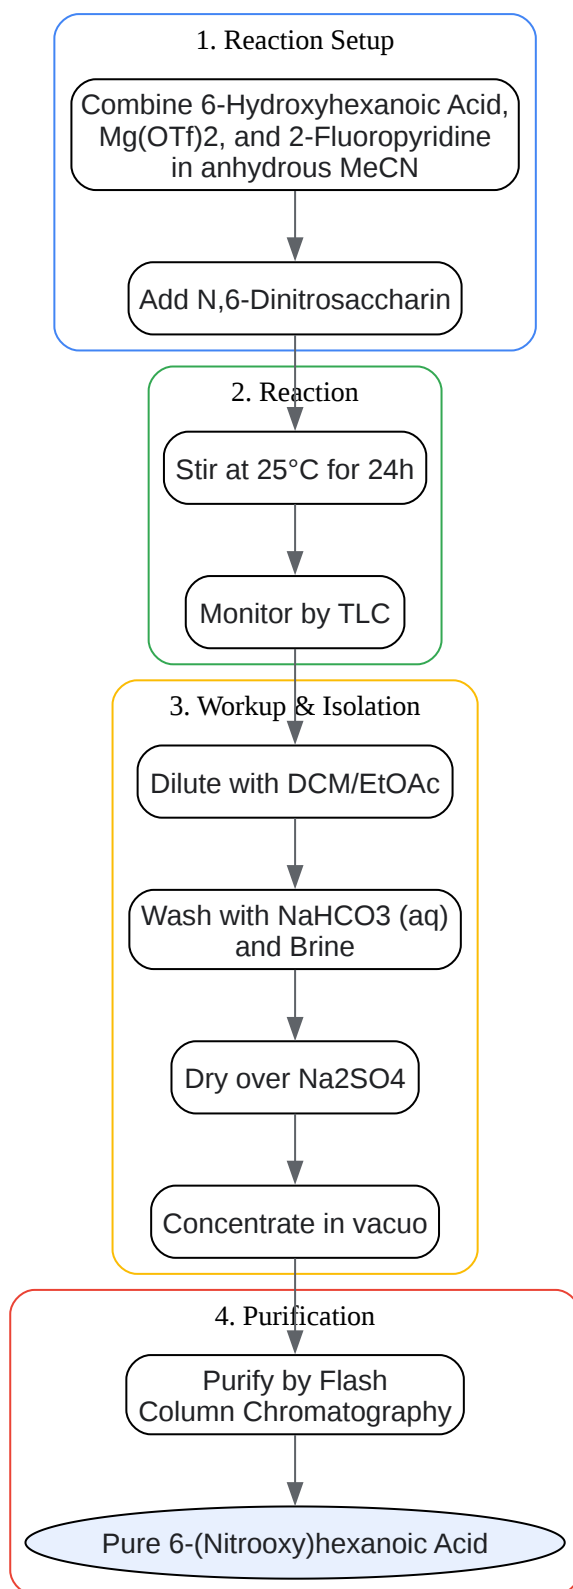 1. Reaction Setup
Combine 6-Hydroxyhexanoic Acid,
Mg(OTf)2, and 2-Fluoropyridine
in anhydrous MeCN
Add N,6-Dinitrosaccharin
2. Reaction
Stir at 25°C for 24h
Monitor by TLC
3. Workup & Isolation
Dilute with DCM/EtOAc
Wash with NaHCO3 (aq)
and Brine
Dry over Na2SO4
Concentrate in vacuo
4. Purification
Purify by Flash
Column Chromatography
Pure 6-(Nitrooxy)hexanoic Acid